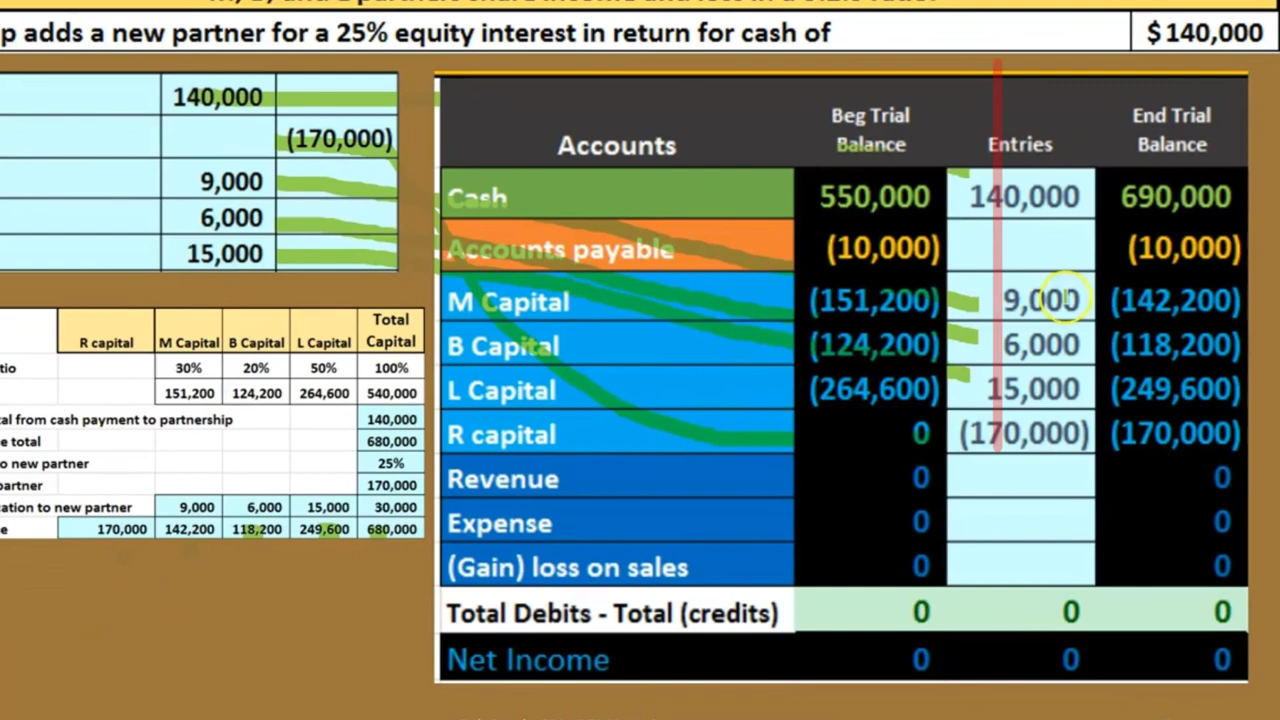 p adds a new partner for a 25% equity interest in return for cash of $ 140,000
140,000
(170,000)
9,000
6,000
15,000
R capital M Capital B Capital L Capital Total Capital
tio 30% 20% 50% 100%
151,200 124,200 264,600 540,000
tal from cash payment to partnership 140,000
e total 680,000
o new partner 25%
partner 170,000
cation to new partner 9,000 6,000 15,000 30,000
e 170,000 142,200 118,200 249,600 680,000
Accounts Beg Trial Balance Entries End Trial Balance
Cash 550,000 140,000 690,000
Accounts payable (10,000) (10,000)
M Capital (151,200) 9,000 (142,200)
B Capital (124,200) 6,000 (118,200)
L Capital (264,600) 15,000 (249,600)
R capital 0 (170,000) (170,000)
Revenue 0 0
Expense 0 0
(Gain) loss on sales 0 0
Total Debits - Total (credits) 0 0 0
Net Income 0 0 0